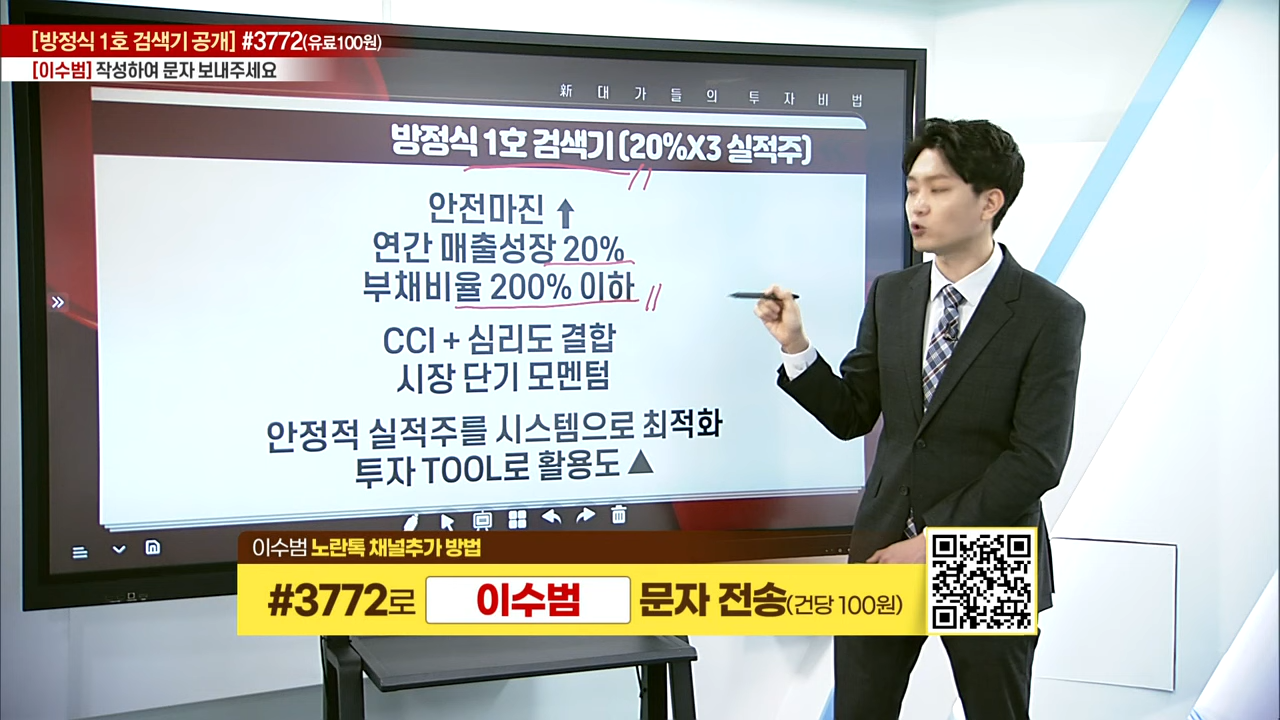 [방정식 1호 검색기 공개] #3772(유료100원)
[이수범] 작성하여 문자 보내주세요
新 대가들의 투자비법
방정식 1호 검색기 (20%X3 실적주)
안전마진 ⬆
연간 매출성장 20%
부채비율 200% 이하
CCI + 심리도 결합
시장 단기 모멘텀
안정적 실적주를 시스템으로 최적화
투자 TOOL로 활용도 ▲
이수범 노란톡 채널추가 방법
#3772로 이수범 문자 전송(건당 100원)